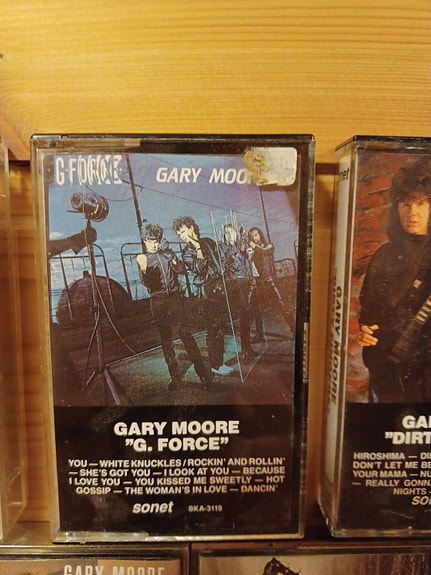 G-FORCE
GARY MOORE
GARY MOORE
"G. FORCE"
YOU — WHITE KNUCKLES/ROCKIN' AND ROLLIN'
— SHE'S GOT YOU — I LOOK AT YOU — BECAUSE
I LOVE YOU — YOU KISSED ME SWEETLY — HOT
GOSSIP — THE WOMAN'S IN LOVE — DANCIN'
sonet
SKA-3119
GARY MOORE
GA
"DIRT
HIROSHIMA — DI
DON'T LET ME BE
YOUR MAMA — NU
— REALLY GONNA
NIGHTS —
SO
GARY MOORE